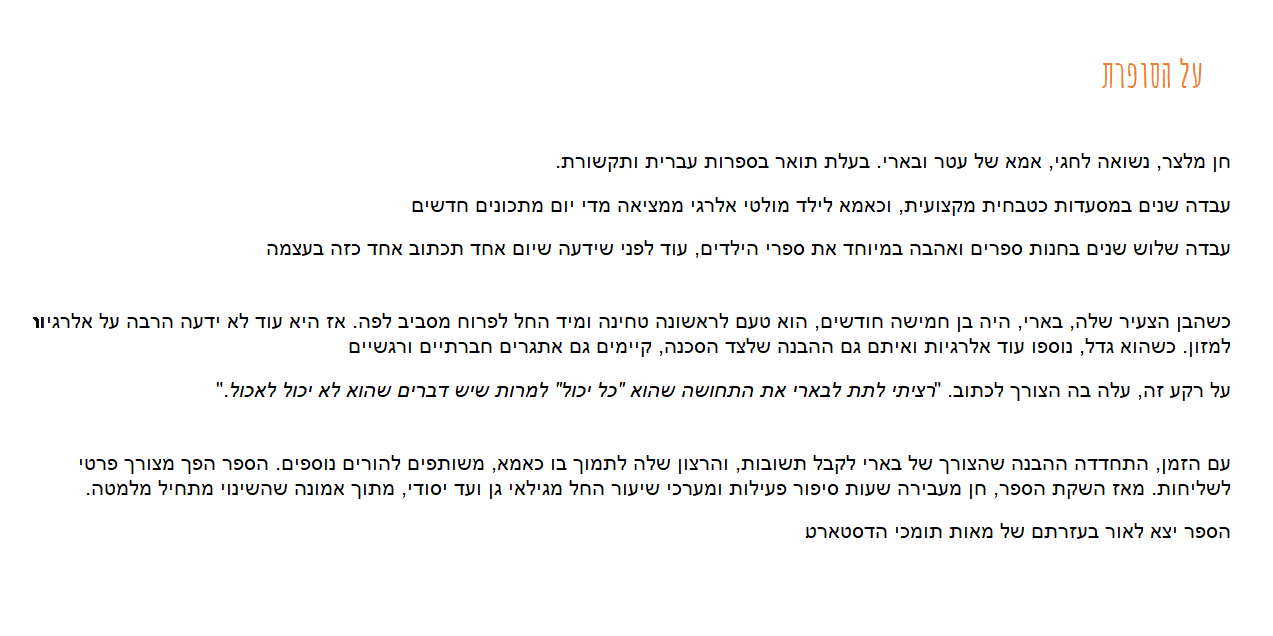 על הסופרת
חן מלצר, נשואה לחגי, אמא של עטר ובארי. בעלת תואר בספרות עברית ותקשורת.
עבדה שנים במסעדות כטבחית מקצועית, וכאמא לילד מולטי אלרגי ממציאה מדי יום מתכונים חדשים
עבדה שלוש שנים בחנות ספרים ואהבה במיוחד את ספרי הילדים, עוד לפני שידעה שיום אחד תכתוב אחד כזה בעצמה
כשהבן הצעיר שלה, בארי, היה בן חמישה חודשים, הוא טעם לראשונה טחינה ומיד החל לפרוח מסביב לפה. אז היא עוד לא ידעה הרבה על אלרגיות
למזון. כשהוא גדל, נוספו עוד אלרגיות ואיתם גם ההבנה שלצד הסכנה, קיימים גם אתגרים חברתיים ורגשיים
על רקע זה, עלה בה הצורך לכתוב. "רציתי לתת לבארי את התחושה שהוא "כל יכול" למרות שיש דברים שהוא לא יכול לאכול."
עם הזמן, התחדדה ההבנה שהצורך של בארי לקבל תשובות, והרצון שלה לתמוך בו כאמא, משותפים להורים נוספים. הספר הפך מצורך פרטי
לשליחות. מאז השקת הספר, חן מעבירה שעות סיפור פעילות ומערכי שיעור החל מגילאי גן ועד יסודי, מתוך אמונה שהשינוי מתחיל מלמטה.
הספר יצא לאור בעזרתם של מאות תומכי הדסטארט